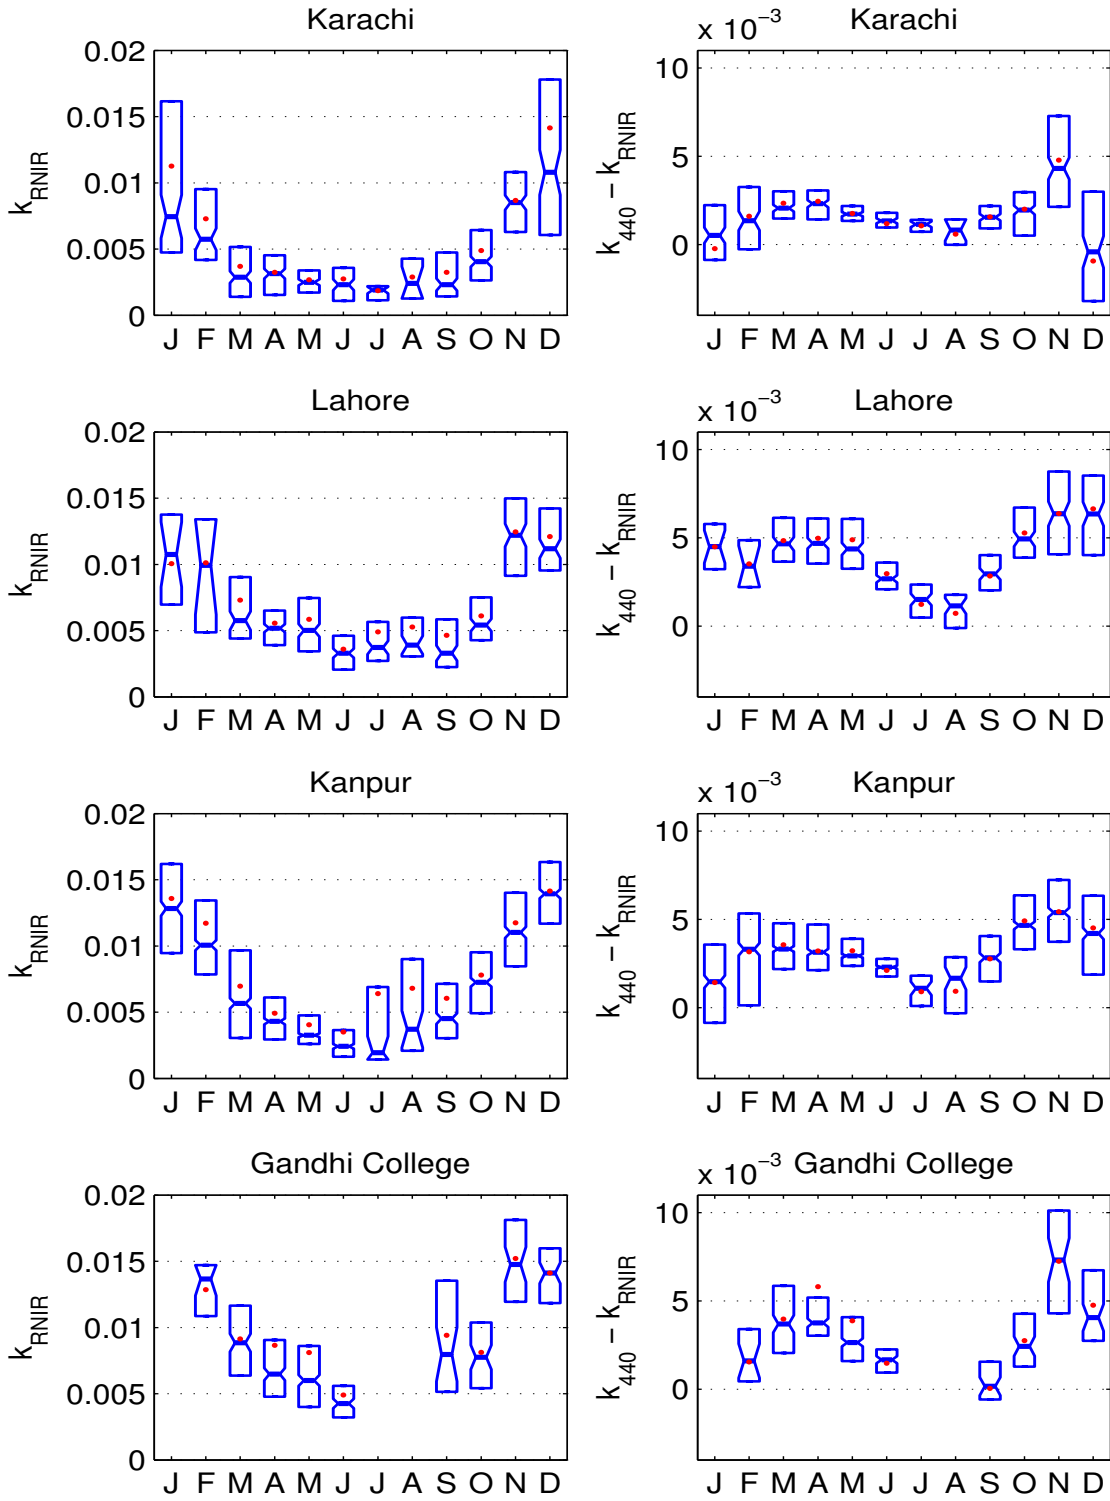 Karachi
0.02
0.015
0.01
0.005
0
k_RNIR
J F M A M J J A S O N D
x 10^−3
Karachi
10
5
0
k_440 − k_RNIR
J F M A M J J A S O N D
Lahore
0.02
0.015
0.01
0.005
0
k_RNIR
J F M A M J J A S O N D
x 10^−3
Lahore
10
5
0
k_440 − k_RNIR
J F M A M J J A S O N D
Kanpur
0.02
0.015
0.01
0.005
0
k_RNIR
J F M A M J J A S O N D
x 10^−3
Kanpur
10
5
0
k_440 − k_RNIR
J F M A M J J A S O N D
Gandhi College
0.02
0.015
0.01
0.005
0
k_RNIR
J F M A M J J A S O N D
x 10^−3
Gandhi College
10
5
0
k_440 − k_RNIR
J F M A M J J A S O N D